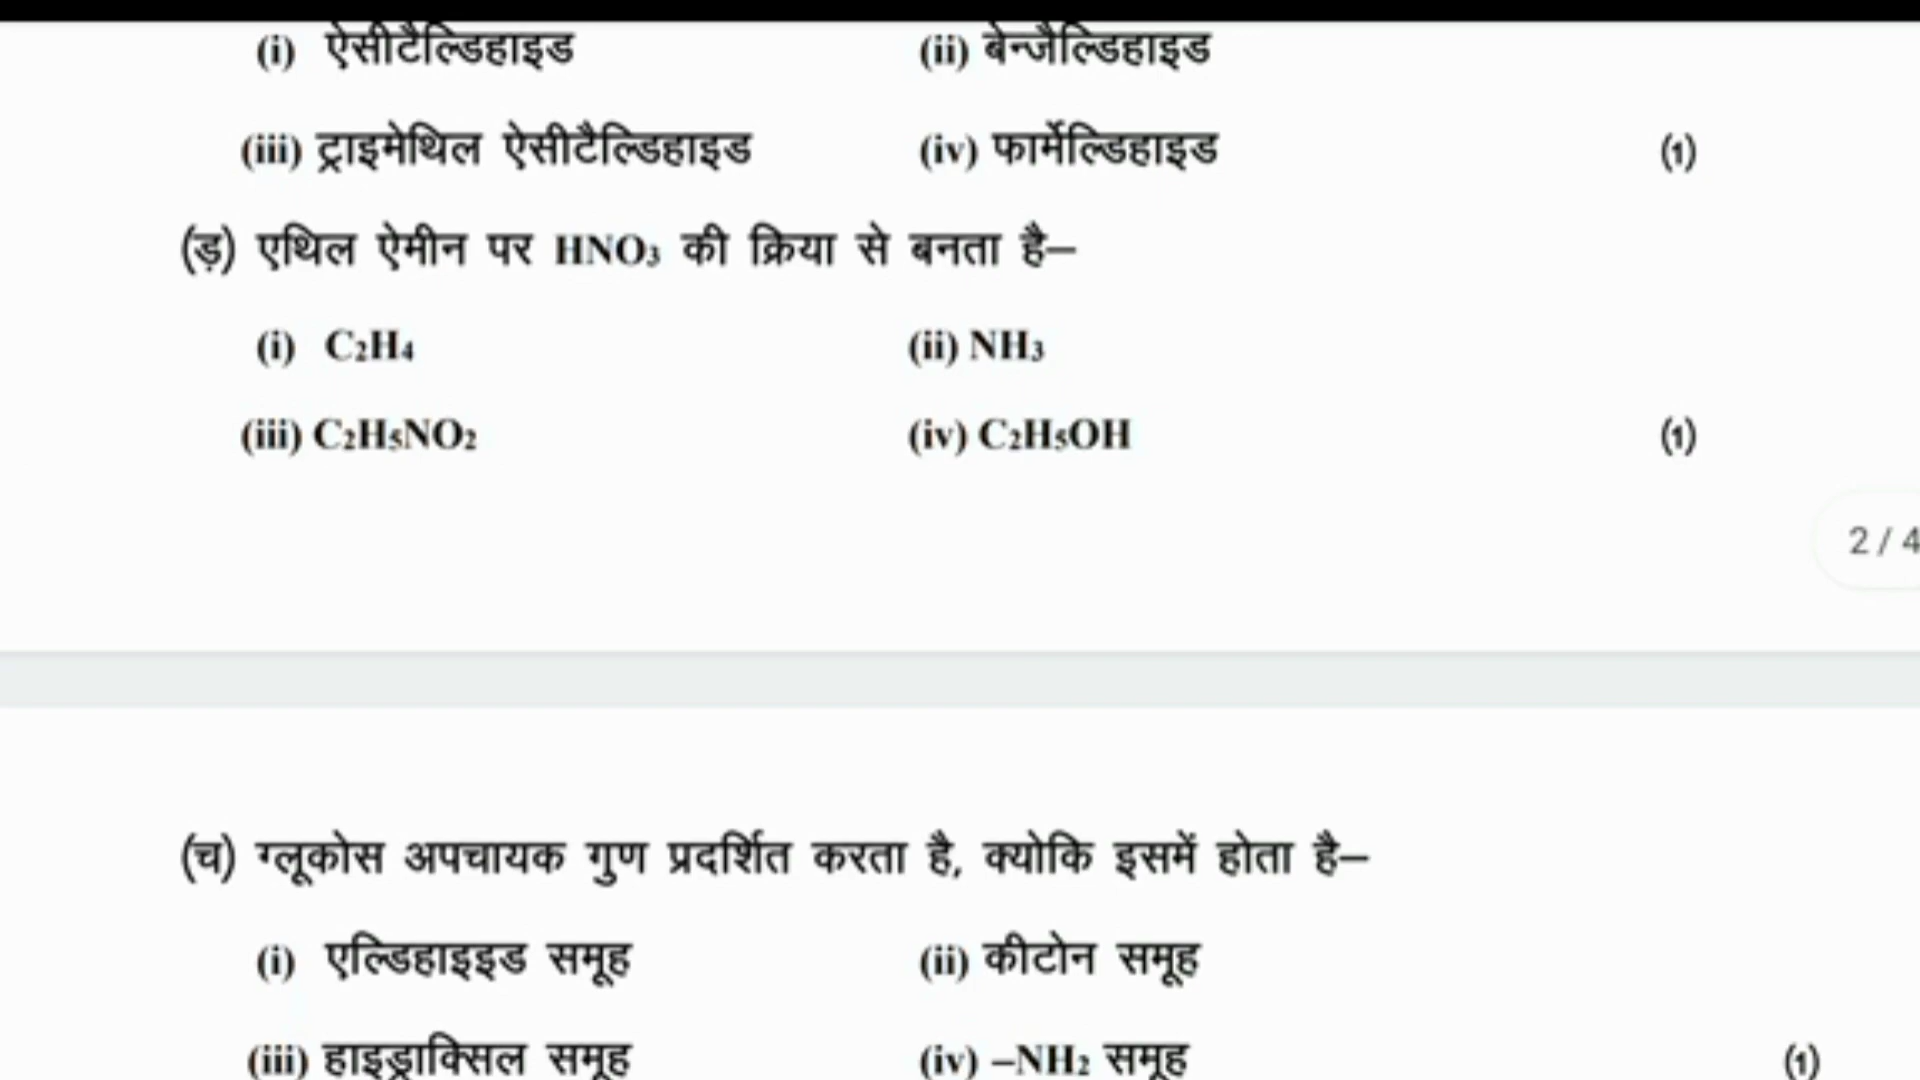 (i) ऐसीटैल्डिहाइड (ii) बेन्जैल्डिहाइड
(iii) ट्राइमेथिल ऐसीटैल्डिहाइड (iv) फार्मेल्डिहाइड (1)
(ड़) एथिल ऐमीन पर HNO₃ की क्रिया से बनता है–
(i) C₂H₄ (ii) NH₃
(iii) C₂H₅NO₂ (iv) C₂H₅OH (1)
2 / 4
(च) ग्लूकोस अपचायक गुण प्रदर्शित करता है, क्योकि इसमें होता है–
(i) एल्डिहाइइड समूह (ii) कीटोन समूह
(iii) हाइड्राक्सिल समूह (iv) –NH₂ समूह (1)